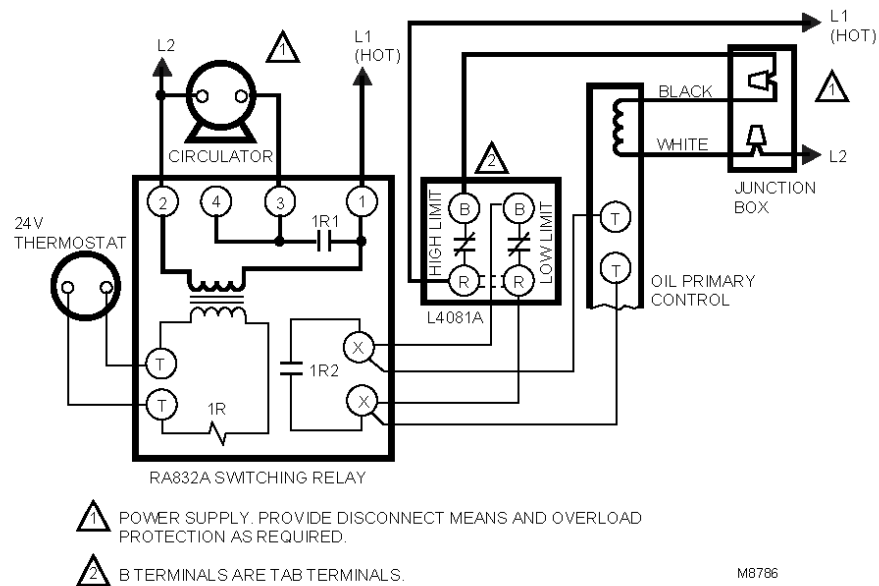 L2
1
L1
(HOT)
L1
(HOT)
CIRCULATOR
BLACK
1
WHITE
L2
2
JUNCTION
BOX
2
4
3
1
1R1
HIGH LIMIT
B
B
LOW LIMIT
R
R
L4081A
T
T
OIL PRIMARY
CONTROL
24V
THERMOSTAT
T
T
1R
1R2
X
X
RA832A SWITCHING RELAY
1 POWER SUPPLY. PROVIDE DISCONNECT MEANS AND OVERLOAD
PROTECTION AS REQUIRED.
2 B TERMINALS ARE TAB TERMINALS.
M8786